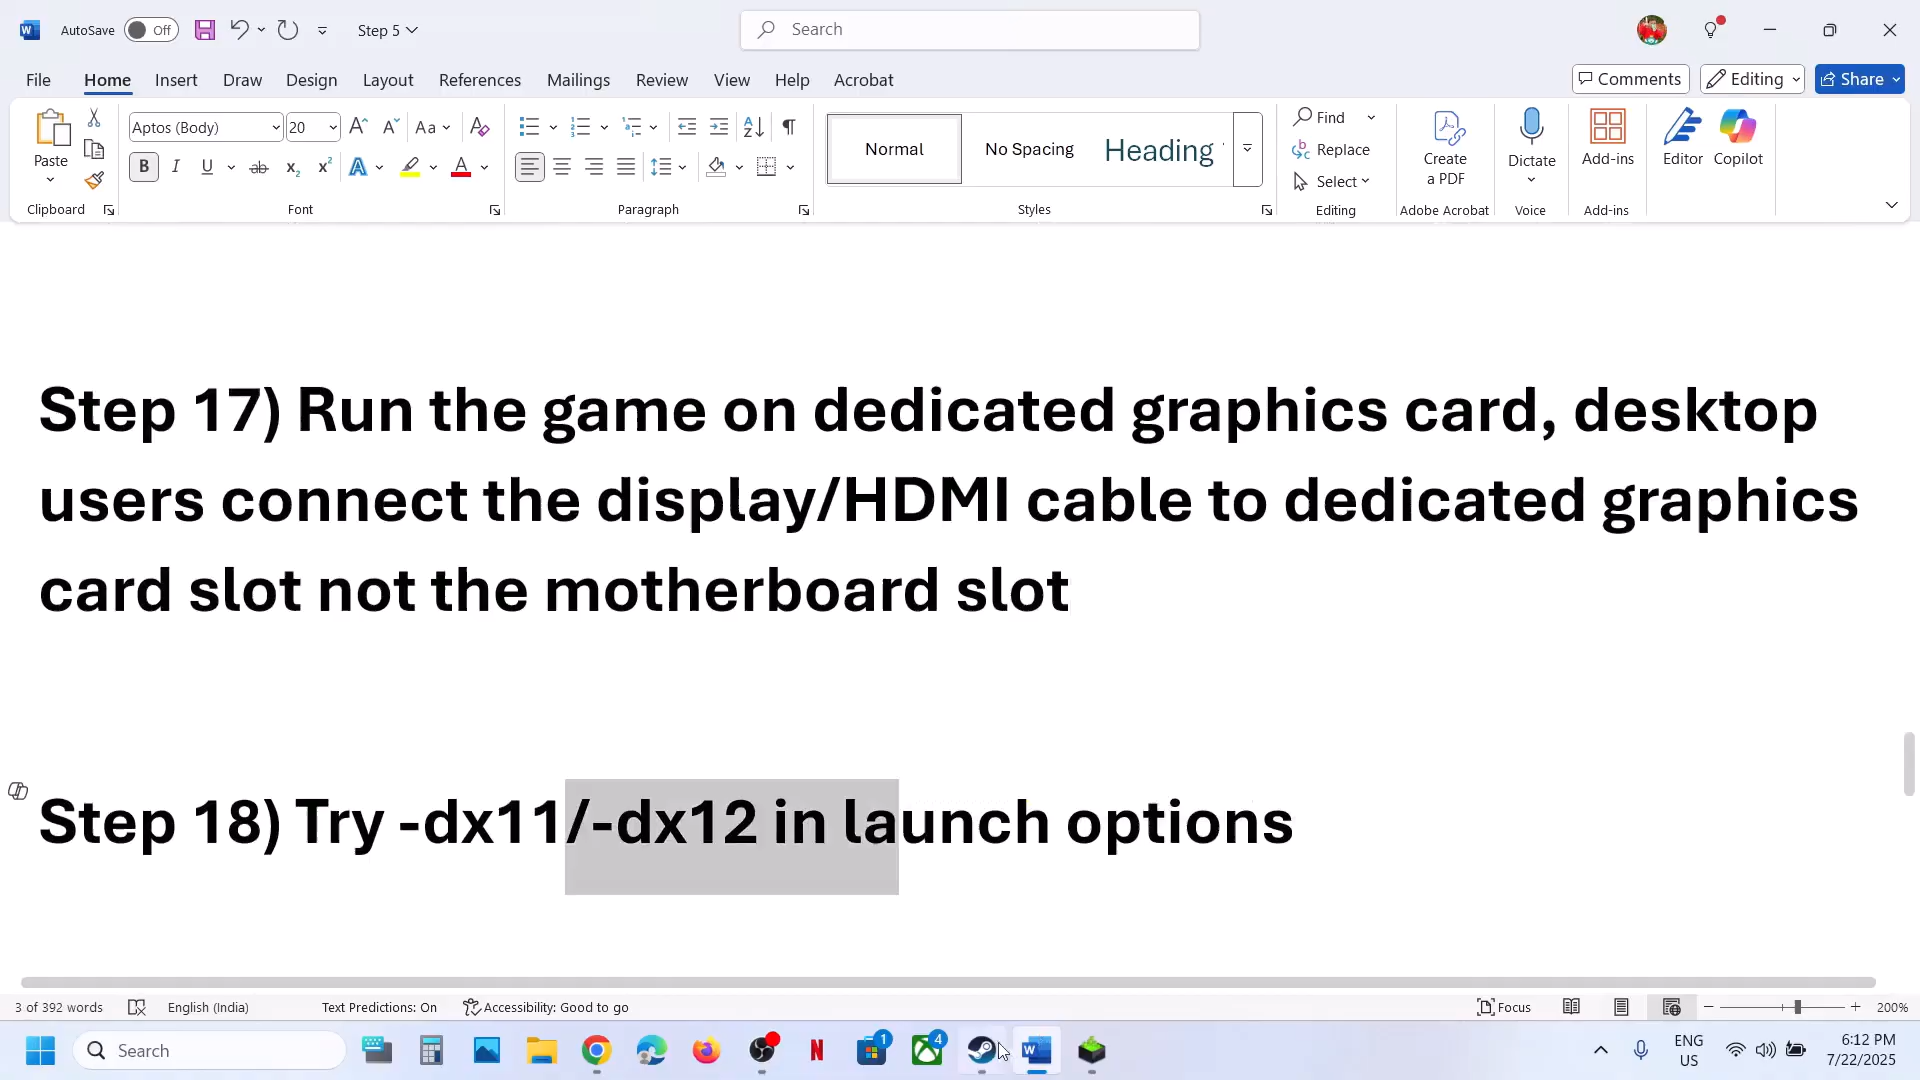 AutoSave Off Step 5 Search
File Home Insert Draw Design Layout References Mailings Review View Help Acrobat Comments Editing Share
Paste Aptos (Body) 20 Aa Normal No Spacing Heading Find Replace Select Create a PDF Dictate Add-ins Editor Copilot
Clipboard Font Paragraph Styles Editing Adobe Acrobat Voice Add-ins
Step 17) Run the game on dedicated graphics card, desktop
users connect the display/HDMI cable to dedicated graphics
card slot not the motherboard slot
Step 18) Try -dx11/-dx12 in launch options
3 of 392 words English (India) Text Predictions: On Accessibility: Good to go Focus 200%
Search 1 4 ENG 6:12 PM
US 7/22/2025